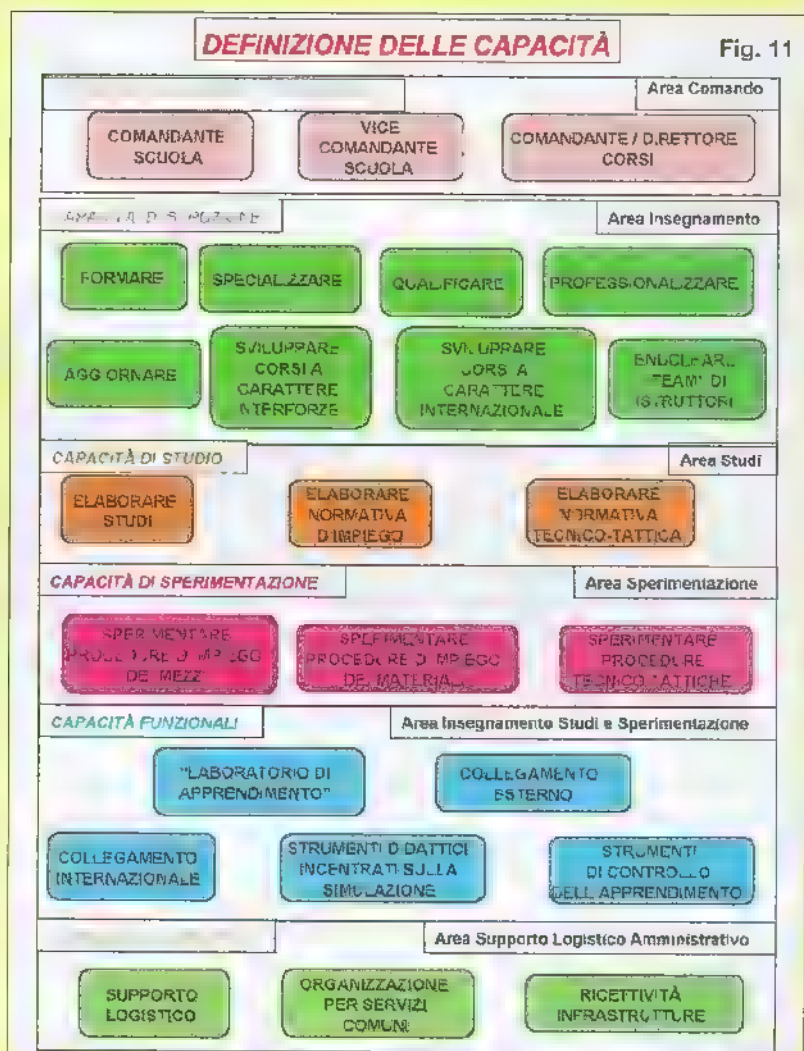 DEFINIZIONE DELLE CAPACITÀ
Fig. 11
Area Comando
COMANDANTE
SCUOLA
VICE
COMANDANTE
SCUOLA
COMANDANTE / DIRETTORE
CORSI
Area Insegnamento
FORMARE
SPECIALIZZARE
QUALIFICARE
PROFESSIONALIZZARE
AGGIORNARE
SVILUPPARE
CORSI A
CARATTERE
INTERFORZE
SVILUPPARE
CORSI A
CARATTERE
INTERNAZIONALE
"TEAM" DI
ISTRUTTORI
CAPACITÀ DI STUDIO
Area Studi
ELABORARE
STUDI
ELABORARE
NORMATIVA
D'IMPIEGO
ELABORARE
NORMATIVA
TECNICO-TATTICA
CAPACITÀ DI SPERIMENTAZIONE
Area Sperimentazione
SPERIMENTARE
PROCEDURE D'IMPIEGO
DEI MEZZI
SPERIMENTARE
PROCEDURE D'IMPIEGO
DEI MATERIALI
SPERIMENTARE
PROCEDURE
TECNICO-TATTICHE
CAPACITÀ FUNZIONALI
Area Insegnamento Studi e Sperimentazione
"LABORATORIO DI
APPRENDIMENTO"
COLLEGAMENTO
ESTERNO
COLLEGAMENTO
INTERNAZIONALE
STRUMENTI DIDATTICI
INCENTRATI SULLA
SIMULAZIONE
STRUMENTI
DI CONTROLLO
DELL'APPRENDIMENTO
Area Supporto Logistico Amministrativo
SUPPORTO
LOGISTICO
ORGANIZZAZIONE
PER SERVIZI
COMUNI
RICETTIVITÀ
INFRASTRUTTURE